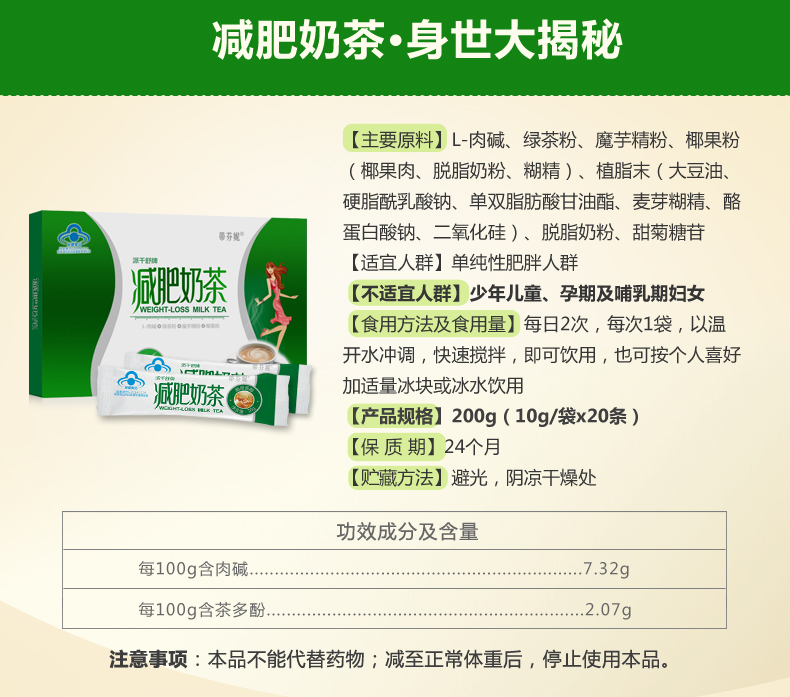 减肥奶茶·身世大揭秘
【主要原料】L-肉碱、绿茶粉、魔芋精粉、椰果粉
（椰果肉、脱脂奶粉、糊精）、植脂末（大豆油、
硬脂酰乳酸钠、单双脂肪酸甘油酯、麦芽糊精、酪
蛋白酸钠、二氧化硅）、脱脂奶粉、甜菊糖苷
【适宜人群】单纯性肥胖人群
【不适宜人群】少年儿童、孕期及哺乳期妇女
【食用方法及食用量】每日2次，每次1袋，以温
开水冲调，快速搅拌，即可饮用，也可按个人喜好
加适量冰块或冰水饮用
【产品规格】200g（10g/袋x20条）
【保 质 期】24个月
【贮藏方法】避光，阴凉干燥处
蒂芬妮®
减肥奶茶
WEIGHT-LOSS MILK TEA
减肥奶茶
WEIGHT-LOSS MILK TEA
功效成分及含量
每100g含肉碱................................................................7.32g
每100g含茶多酚.............................................................2.07g
注意事项：本品不能代替药物；减至正常体重后，停止使用本品。